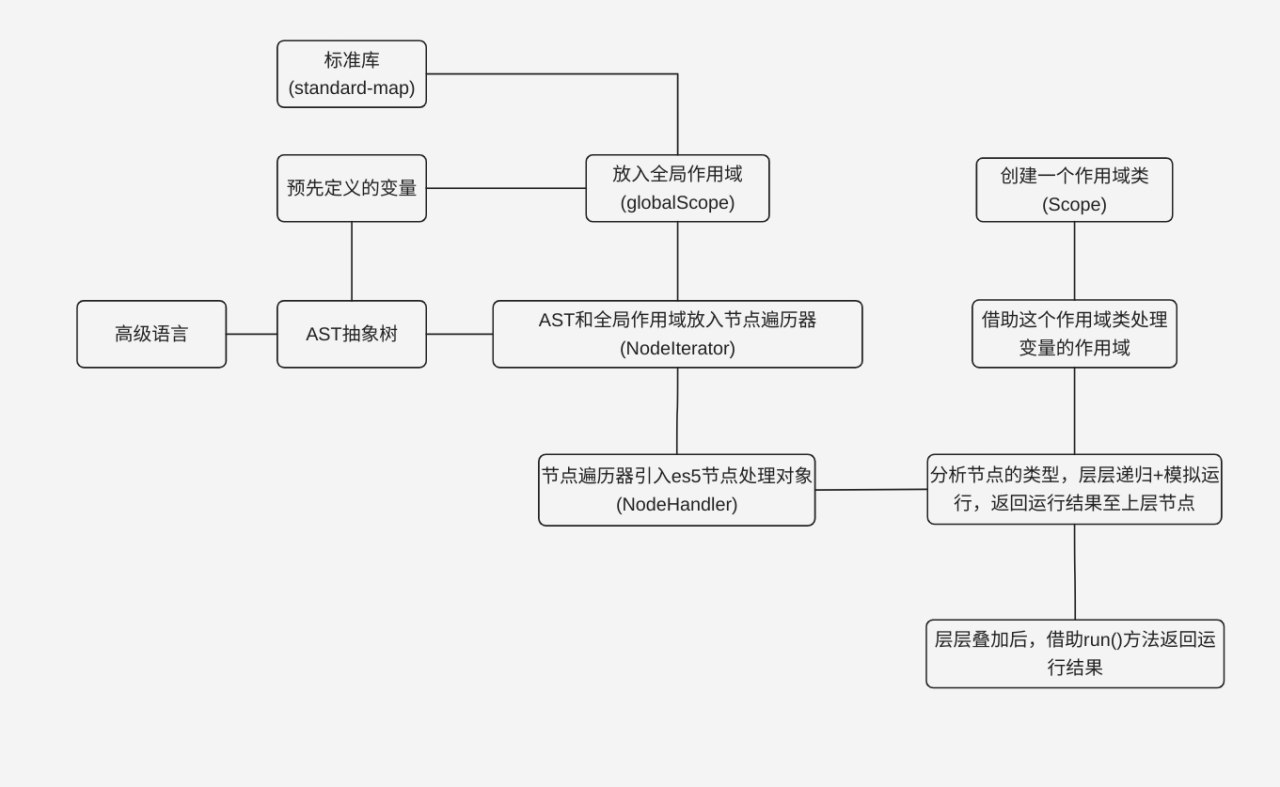 标准库
(standard-map)
预先定义的变量
放入全局作用域
(globalScope)
创建一个作用域类
(Scope)
高级语言
AST抽象树
AST和全局作用域放入节点遍历器
(NodeIterator)
借助这个作用域类处理
变量的作用域
节点遍历器引入es5节点处理对象
(NodeHandler)
分析节点的类型，层层递归+模拟运
行，返回运行结果至上层节点
层层叠加后，借助run()方法返回运
行结果